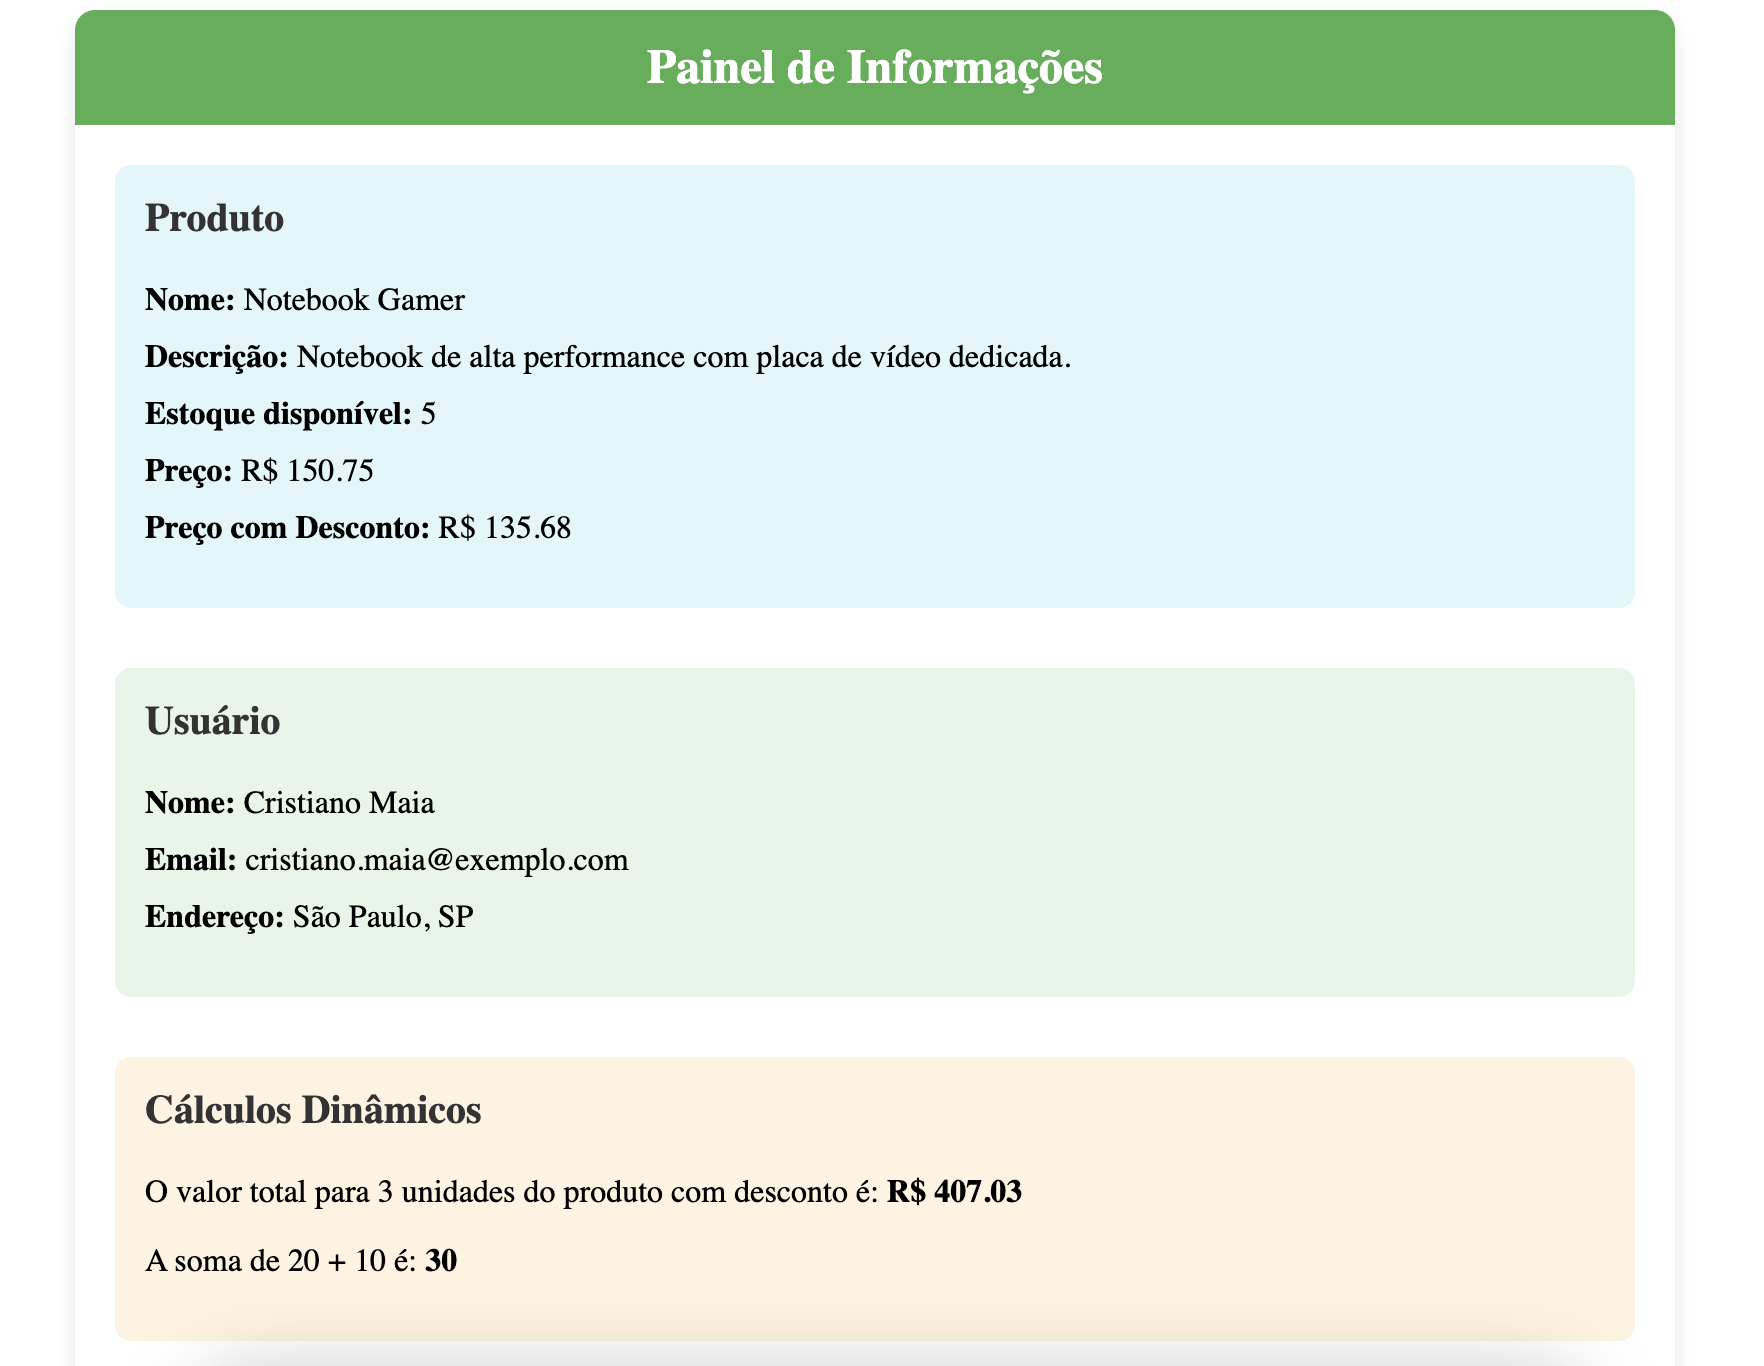 Painel de Informações
Produto
Nome: Notebook Gamer
Descrição: Notebook de alta performance com placa de vídeo dedicada.
Estoque disponível: 5
Preço: R$ 150.75
Preço com Desconto: R$ 135.68
Usuário
Nome: Cristiano Maia
Email: cristiano.maia@exemplo.com
Endereço: São Paulo, SP
Cálculos Dinâmicos
O valor total para 3 unidades do produto com desconto é: R$ 407.03
A soma de 20 + 10 é: 30